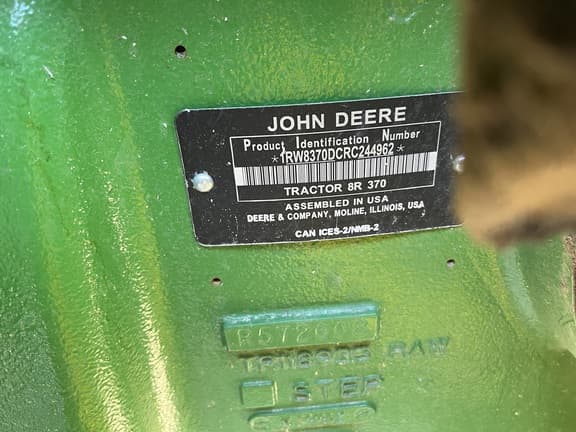 JOHN DEERE
Product Identification Number
*1RW8370DCRC244962*
TRACTOR 8R 370
ASSEMBLED IN USA
DEERE & COMPANY, MOLINE, ILLINOIS, USA
CAN ICES-2/NMB-2
RAW
STEP